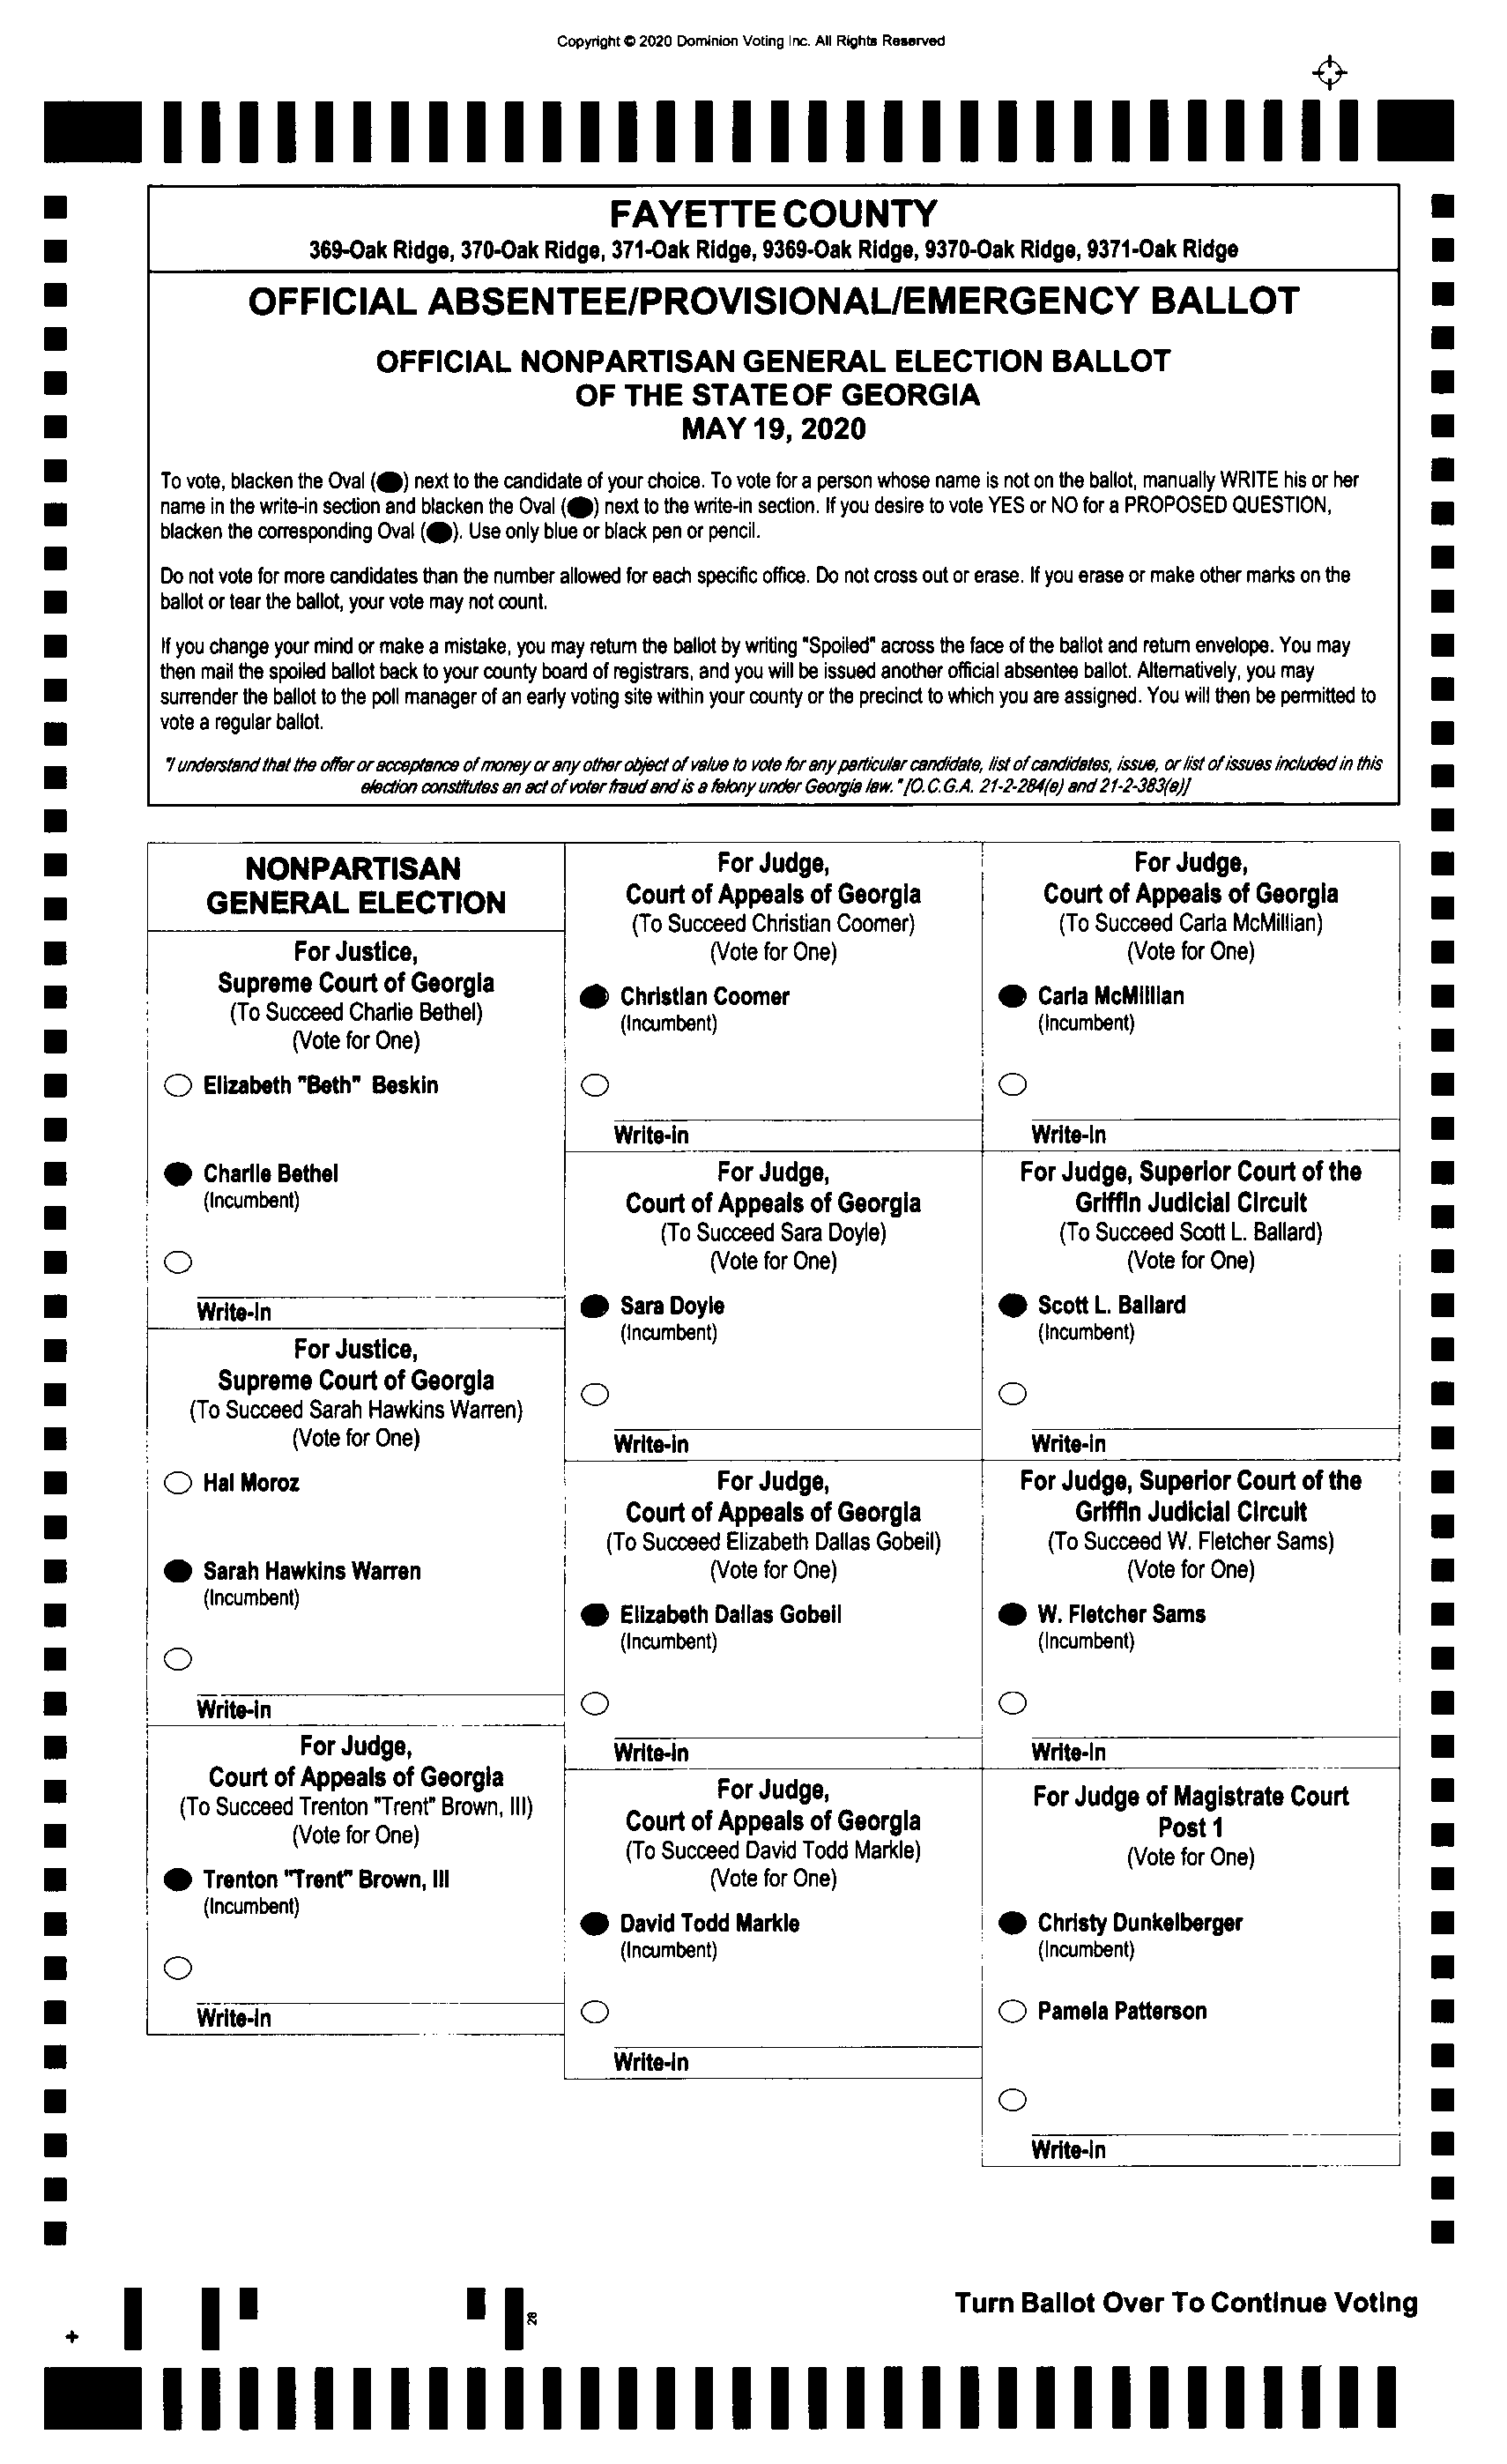 Copyright © 2020 Dominion Voting Inc. All Rights Reserved
FAYETTE COUNTY
369-Oak Ridge, 370-Oak Ridge, 371-Oak Ridge, 9369-Oak Ridge, 9370-Oak Ridge, 9371-Oak Ridge
OFFICIAL ABSENTEE/PROVISIONAL/EMERGENCY BALLOT
OFFICIAL NONPARTISAN GENERAL ELECTION BALLOT
OF THE STATE OF GEORGIA
MAY 19, 2020
To vote, blacken the Oval (●) next to the candidate of your choice. To vote for a person whose name is not on the ballot, manually WRITE his or her
name in the write-in section and blacken the Oval (●) next to the write-in section. If you desire to vote YES or NO for a PROPOSED QUESTION,
blacken the corresponding Oval (●). Use only blue or black pen or pencil.
Do not vote for more candidates than the number allowed for each specific office. Do not cross out or erase. If you erase or make other marks on the
ballot or tear the ballot, your vote may not count.
If you change your mind or make a mistake, you may return the ballot by writing "Spoiled" across the face of the ballot and return envelope. You may
then mail the spoiled ballot back to your county board of registrars, and you will be issued another official absentee ballot. Alternatively, you may
surrender the ballot to the poll manager of an early voting site within your county or the precinct to which you are assigned. You will then be permitted to
vote a regular ballot.
"I understand that the offer or acceptance of money or any other object of value to vote for any particular candidate, list of candidates, issue, or list of issues included in this
election constitutes an act of voter fraud and is a felony under Georgia law." [O.C.G.A. 21-2-284(e) and 21-2-383(a)]
NONPARTISAN
GENERAL ELECTION
For Justice,
Supreme Court of Georgia
(To Succeed Charlie Bethel)
(Vote for One)
Elizabeth "Beth" Beskin
Charlie Bethel
(Incumbent)
Write-in
For Justice,
Supreme Court of Georgia
(To Succeed Sarah Hawkins Warren)
(Vote for One)
Hal Moroz
Sarah Hawkins Warren
(Incumbent)
Write-in
For Judge,
Court of Appeals of Georgia
(To Succeed Trenton "Trent" Brown, III)
(Vote for One)
Trenton "Trent" Brown, III
(Incumbent)
Write-in
For Judge,
Court of Appeals of Georgia
(To Succeed Christian Coomer)
(Vote for One)
Christian Coomer
(Incumbent)
Write-in
For Judge,
Court of Appeals of Georgia
(To Succeed Sara Doyle)
(Vote for One)
Sara Doyle
(Incumbent)
Write-in
For Judge,
Court of Appeals of Georgia
(To Succeed Elizabeth Dallas Gobeil)
(Vote for One)
Elizabeth Dallas Gobeil
(Incumbent)
Write-in
For Judge,
Court of Appeals of Georgia
(To Succeed David Todd Markle)
(Vote for One)
David Todd Markle
(Incumbent)
Write-in
For Judge,
Court of Appeals of Georgia
(To Succeed Carla McMillian)
(Vote for One)
Carla McMillian
(Incumbent)
Write-in
For Judge, Superior Court of the
Griffin Judicial Circuit
(To Succeed Scott L. Ballard)
(Vote for One)
Scott L. Ballard
(Incumbent)
Write-in
For Judge, Superior Court of the
Griffin Judicial Circuit
(To Succeed W. Fletcher Sams)
(Vote for One)
W. Fletcher Sams
(Incumbent)
Write-in
For Judge of Magistrate Court
Post 1
(Vote for One)
Christy Dunkelberger
(Incumbent)
Pamela Patterson
Write-in
28
Turn Ballot Over To Continue Voting